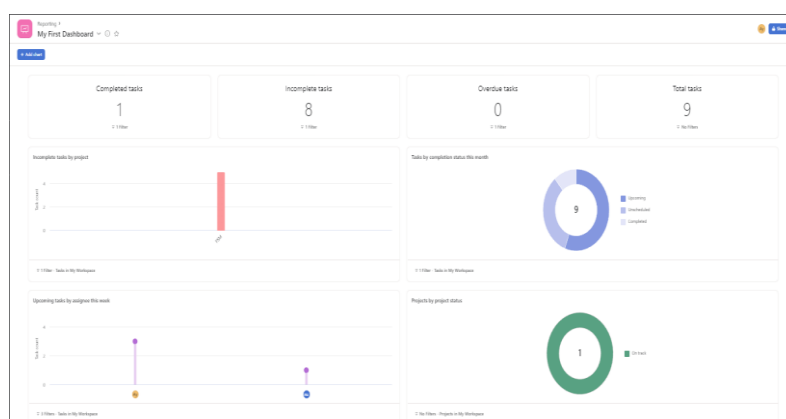 Reporting
My First Dashboard
Share
+ Add chart
Completed tasks
1
1 Filter
Incomplete tasks
8
1 Filter
Overdue tasks
0
1 Filter
Total tasks
9
No Filters
Incomplete tasks by project
Task count
4
2
0
1 Filter · Tasks in My Workspace
Tasks by completion status this month
9
Upcoming
Unscheduled
Completed
1 Filter · Tasks in My Workspace
Upcoming tasks by assignee this week
Task count
4
2
0
2 Filters · Tasks in My Workspace
Projects by project status
1
On track
No Filters · Projects in My Workspace